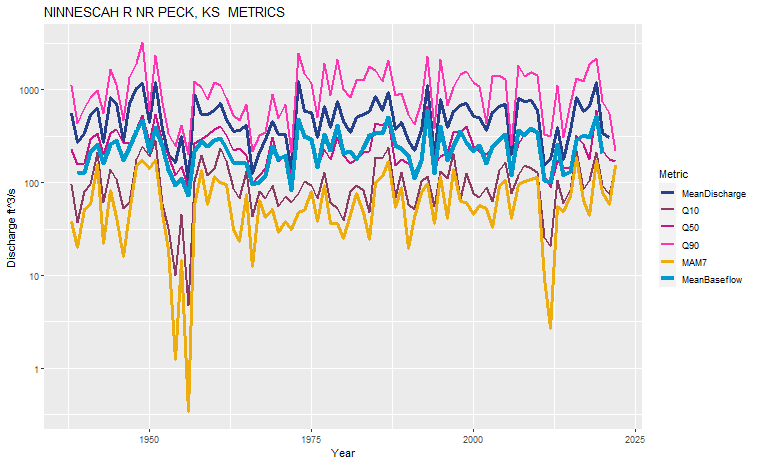 NINNESCAH R NR PECK, KS  METRICS
Discharge ft^3/s
1000
100
10
1
1950
1975
2000
2025
Year
Metric
MeanDischarge
Q10
Q50
Q90
MAM7
MeanBaseflow